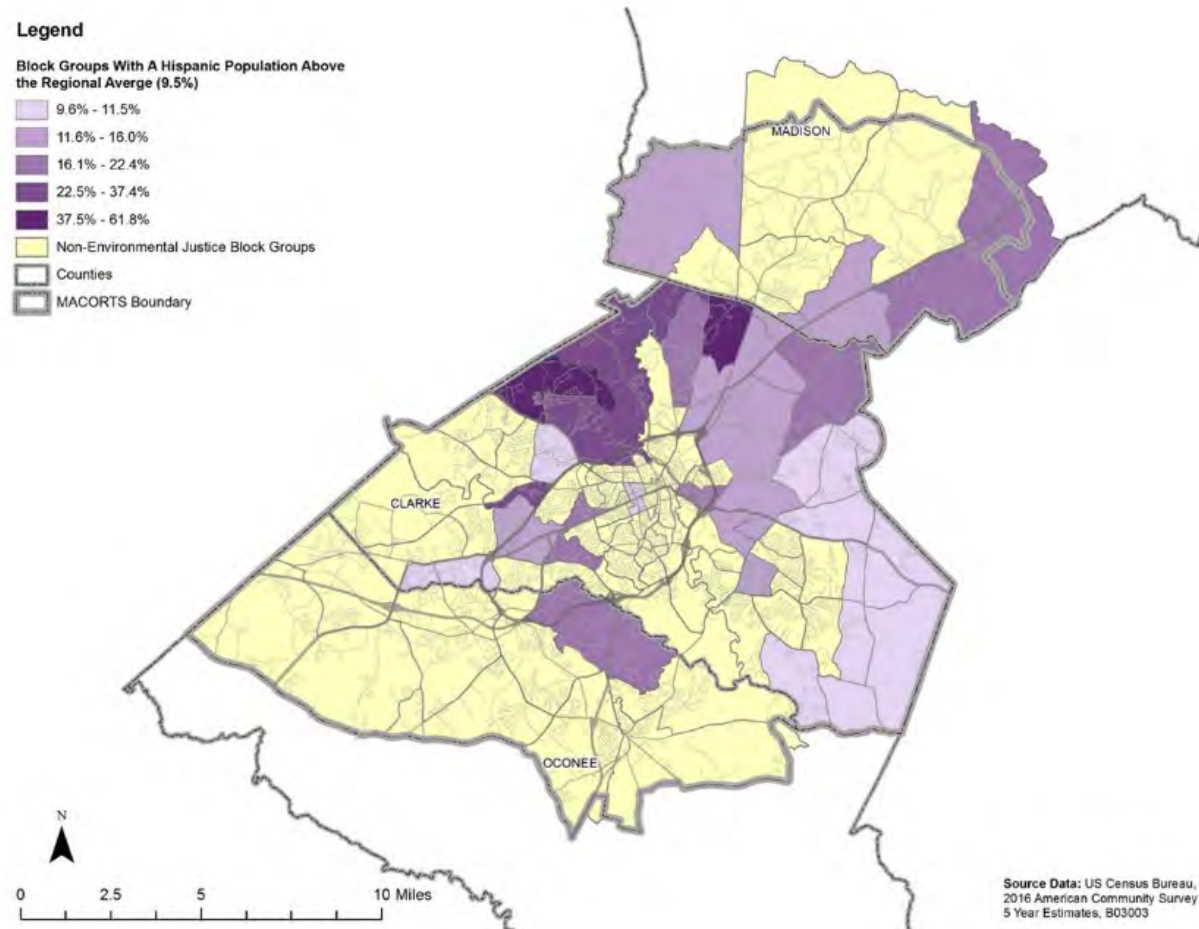 Legend
Block Groups With A Hispanic Population Above
the Regional Averge (9.5%)
9.6% - 11.5%
11.6% - 16.0%
16.1% - 22.4%
22.5% - 37.4%
37.5% - 61.8%
Non-Environmental Justice Block Groups
Counties
MACORTS Boundary
MADISON
CLARKE
OCONEE
N
0 2.5 5 10 Miles
Source Data: US Census Bureau,
2016 American Community Survey
5 Year Estimates, B03003